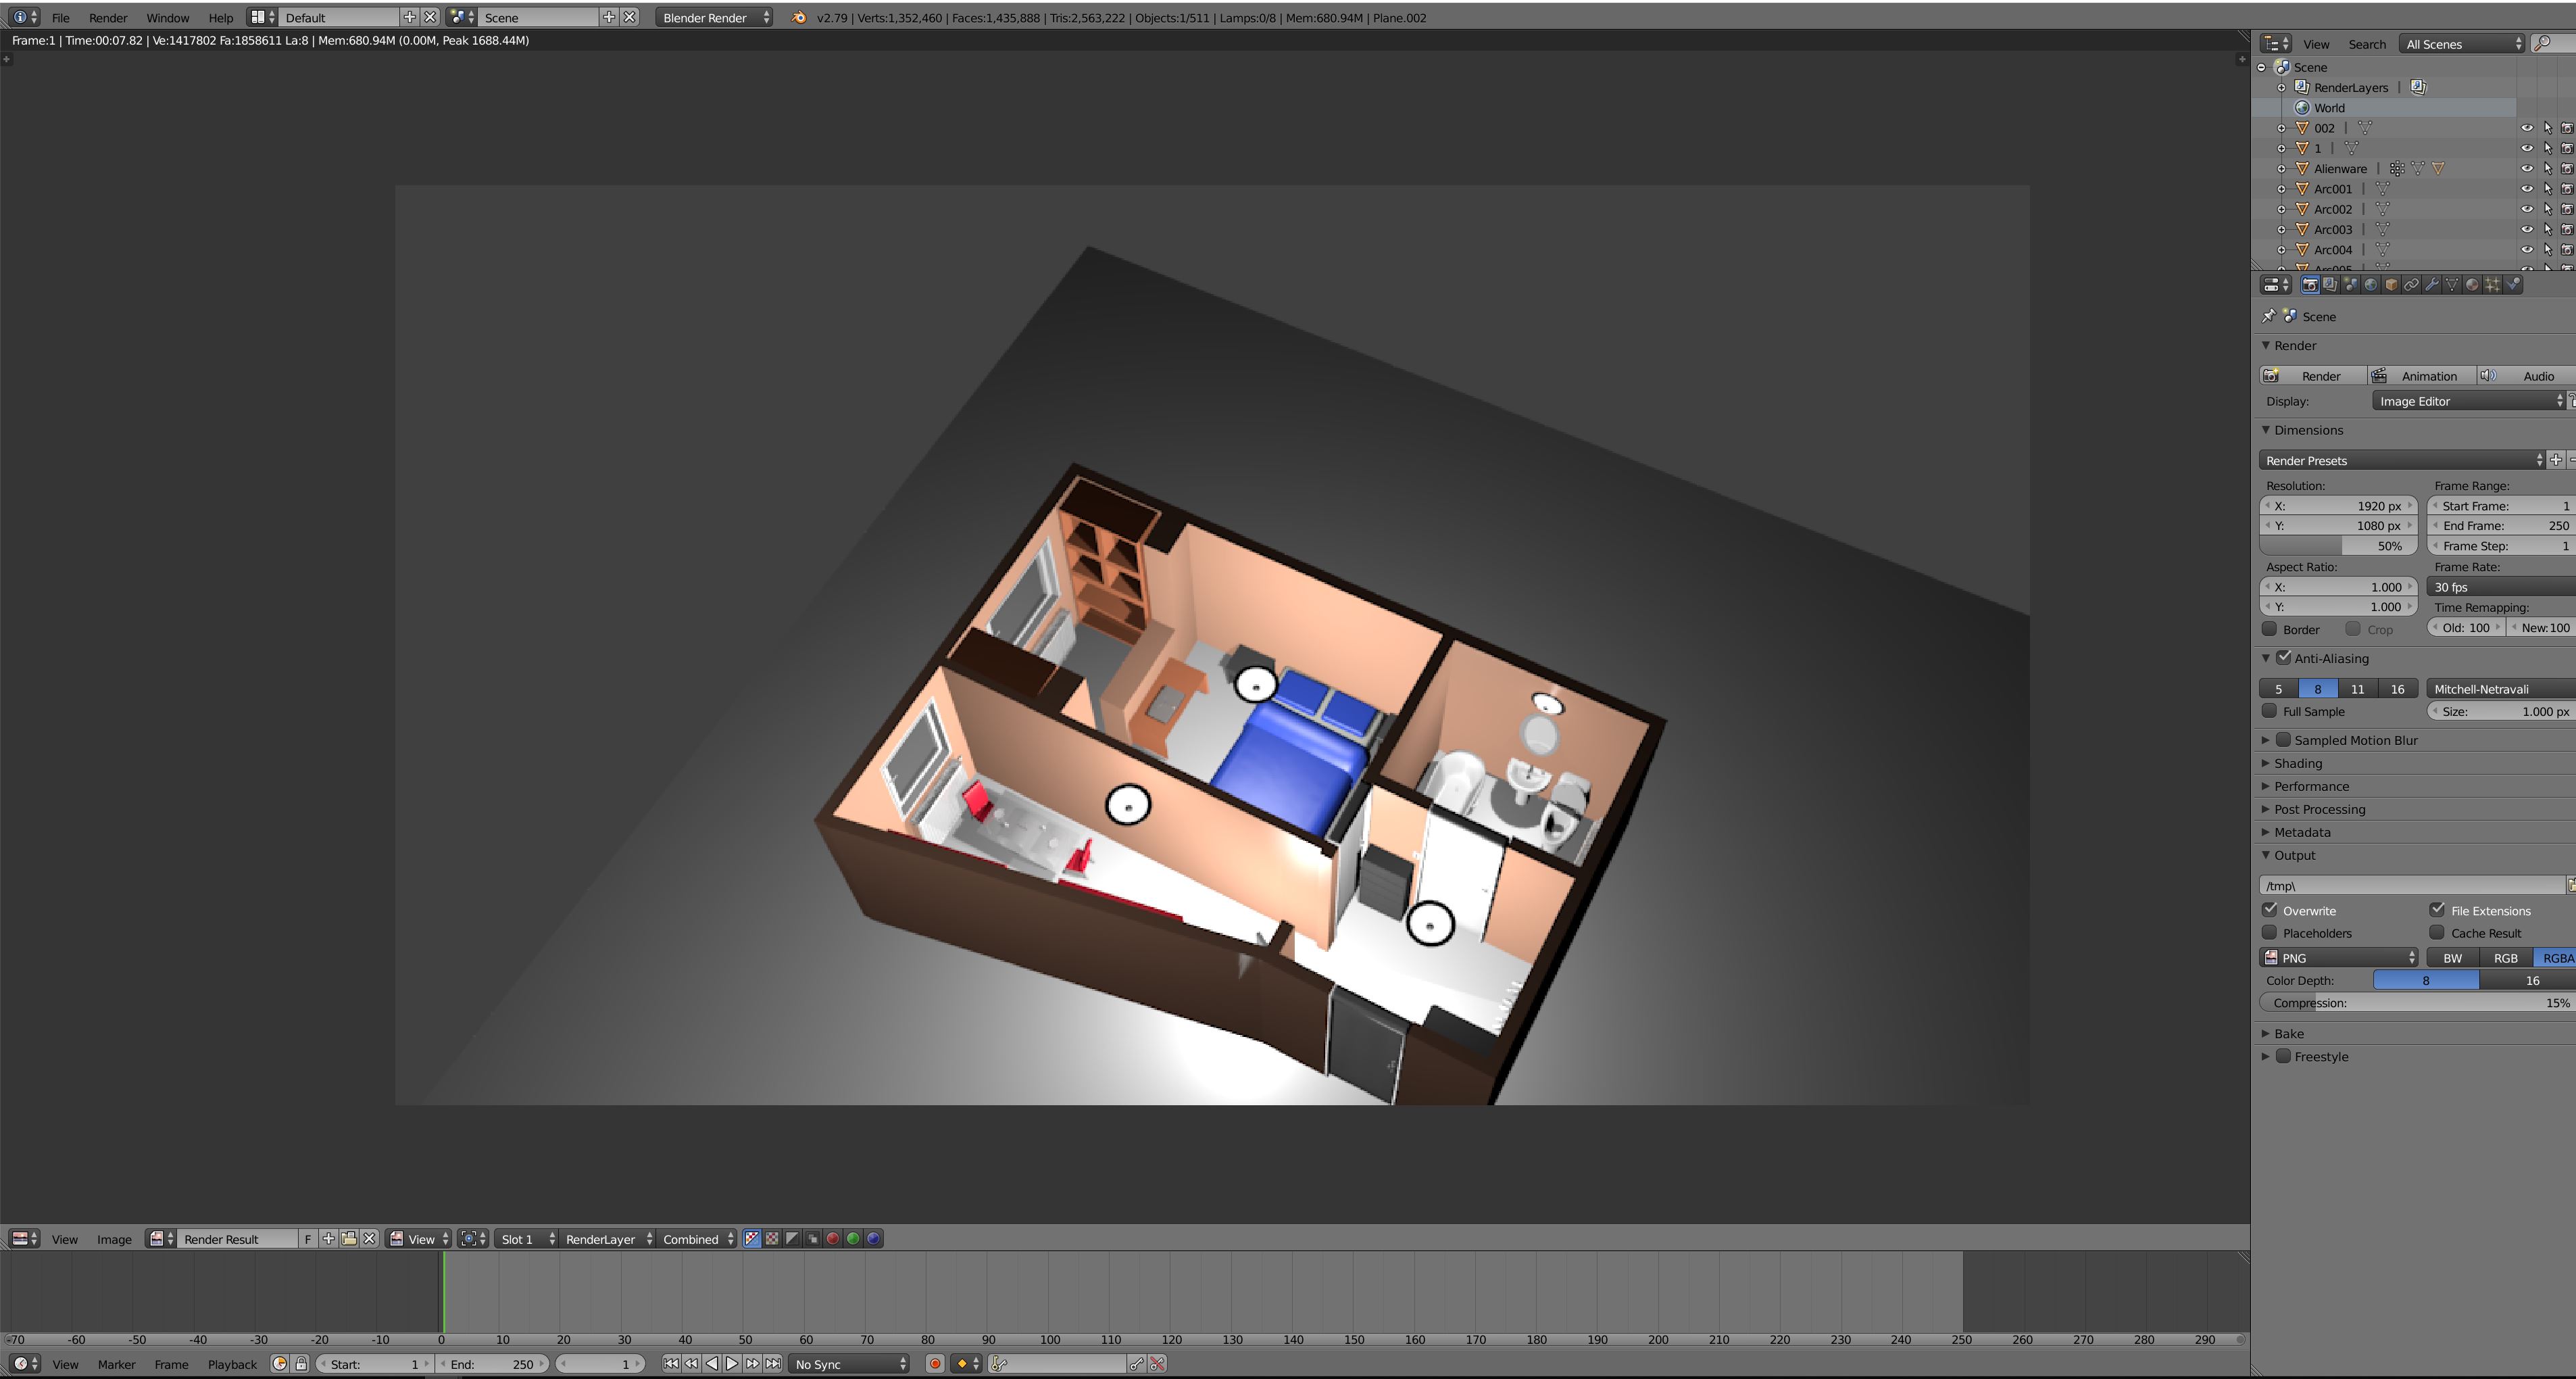 File Render Window Help Default Scene Blender Render v2.79 | Verts:1,352,460 | Faces:1,435,888 | Tris:2,563,222 | Objects:1/511 | Lamps:0/8 | Mem:680.94M | Plane.002
Frame:1 | Time:00:07.82 | Ve:1417802 Fa:1858611 La:8 | Mem:680.94M (0.00M, Peak 1688.44M)
View Search All Scenes
Scene
RenderLayers |
World
002 |
1 |
Alienware |
Arc001 |
Arc002 |
Arc003 |
Arc004 |
Arc005 |
Scene
Render
Render Animation Audio
Display: Image Editor
Dimensions
Render Presets
Resolution: Frame Range:
X: 1920 px Start Frame: 1
Y: 1080 px End Frame: 250
50% Frame Step: 1
Aspect Ratio: Frame Rate:
X: 1.000 30 fps
Y: 1.000 Time Remapping:
Border Crop Old: 100 New:100
Anti-Aliasing
5 8 11 16 Mitchell-Netravali
Full Sample Size: 1.000 px
Sampled Motion Blur
Shading
Performance
Post Processing
Metadata
Output
/tmp\
Overwrite File Extensions
Placeholders Cache Result
PNG BW RGB RGBA
Color Depth: 8 16
Compression: 15%
Bake
Freestyle
View Image Render Result F View Slot 1 RenderLayer Combined
-70 -60 -50 -40 -30 -20 -10 0 10 20 30 40 50 60 70 80 90 100 110 120 130 140 150 160 170 180 190 200 210 220 230 240 250 260 270 280 290
View Marker Frame Playback Start: 1 End: 250 1 No Sync